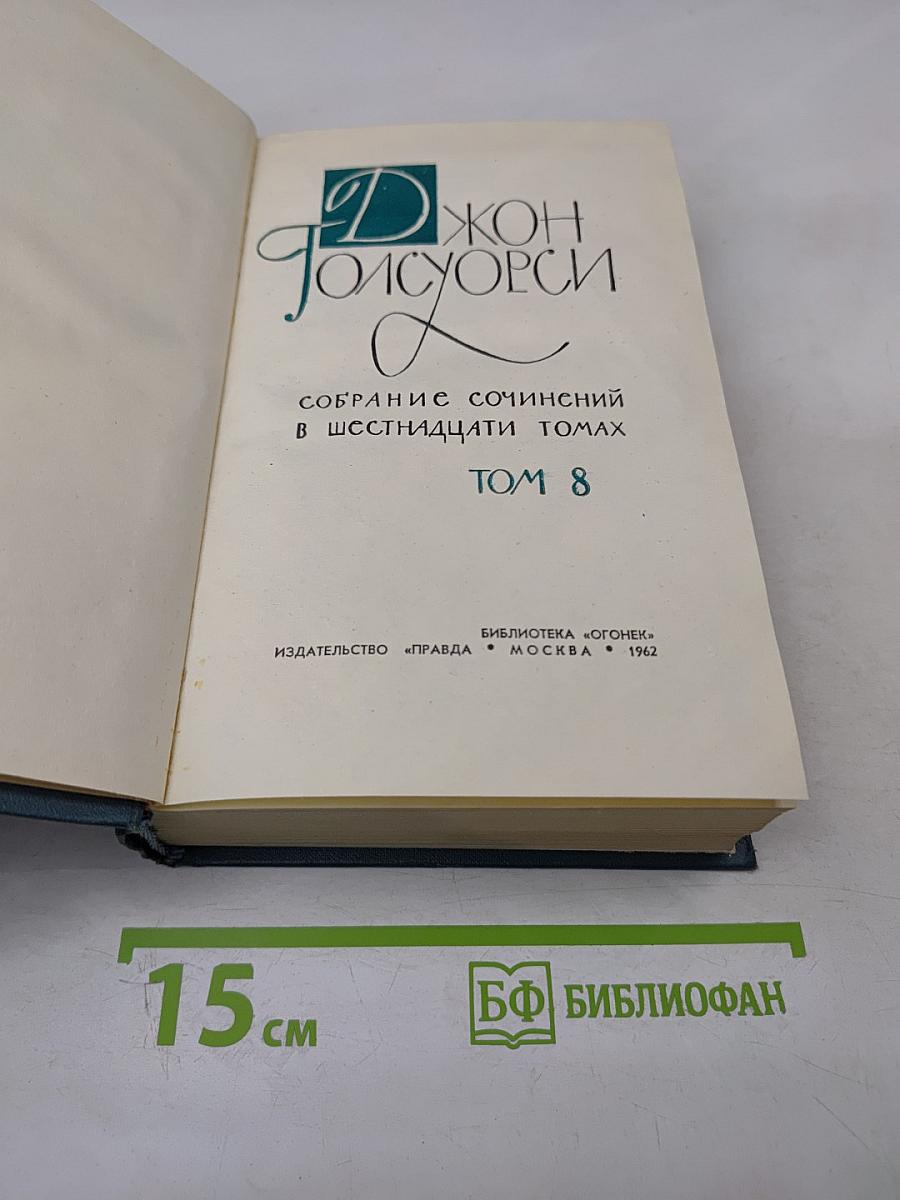 ДЖОН
ГОЛСУОРСИ
СОБРАНИЕ СОЧИНЕНИЙ
В ШЕСТНАДЦАТИ ТОМАХ
ТОМ 8
БИБЛИОТЕКА «ОГОНЕК»
ИЗДАТЕЛЬСТВО «ПРАВДА • МОСКВА • 1962
15 см
БФ БИБЛИОФАН